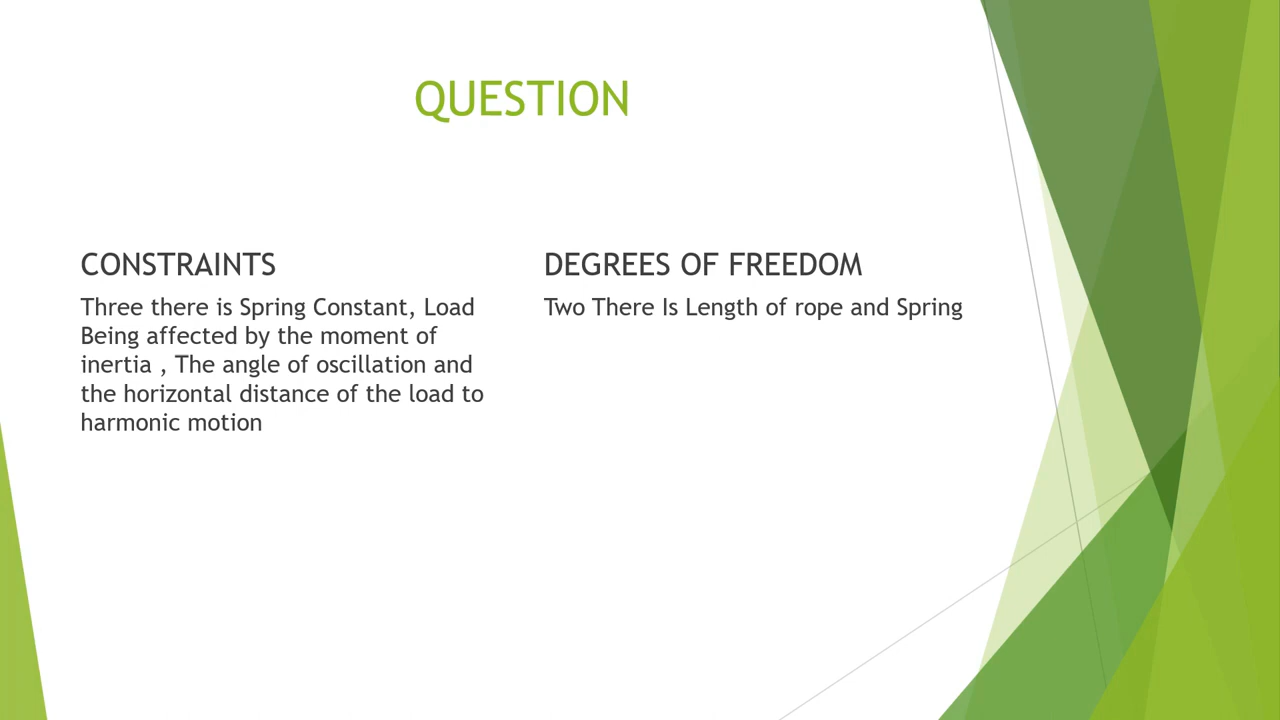 QUESTION
CONSTRAINTS
Three there is Spring Constant, Load
Being affected by the moment of
inertia , The angle of oscillation and
the horizontal distance of the load to
harmonic motion
DEGREES OF FREEDOM
Two There Is Length of rope and Spring